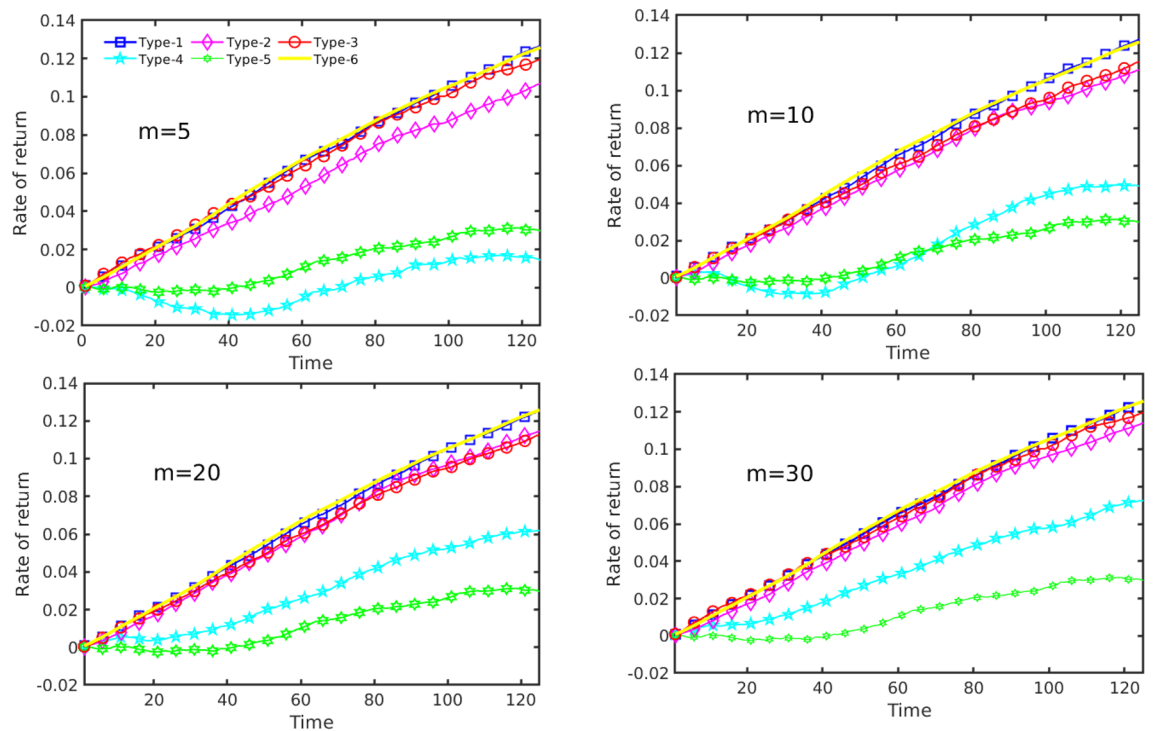 0.14
0.12
0.1
0.08
0.06
0.04
0.02
0
-0.02
Rate of return
Type-1 Type-2 Type-3
Type-4 Type-5 Type-6
m=5
0 20 40 60 80 100 120
Time
0.14
0.12
0.1
0.08
0.06
0.04
0.02
0
-0.02
Rate of return
m=10
20 40 60 80 100 120
Time
0.14
0.12
0.1
0.08
0.06
0.04
0.02
0
-0.02
Rate of return
m=20
20 40 60 80 100 120
Time
0.14
0.12
0.1
0.08
0.06
0.04
0.02
0
-0.02
Rate of return
m=30
20 40 60 80 100 120
Time